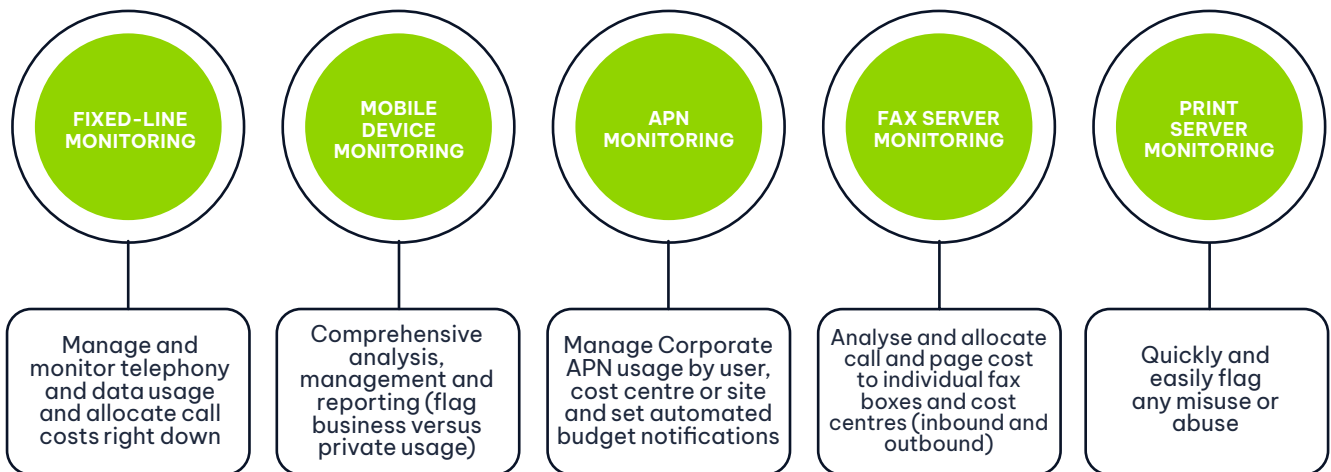 FIXED-LINE
MONITORING
MOBILE
DEVICE
MONITORING
APN
MONITORING
FAX SERVER
MONITORING
PRINT
SERVER
MONITORING
Manage and
monitor telephony
and data usage
and allocate call
costs right down
Comprehensive
analysis,
management and
reporting (flag
business versus
private usage)
Manage Corporate
APN usage by user,
cost centre or site
and set automated
budget notifications
Analyse and allocate
call and page cost
to individual fax
boxes and cost
centres (inbound and
outbound)
Quickly and
easily flag
any misuse or
abuse